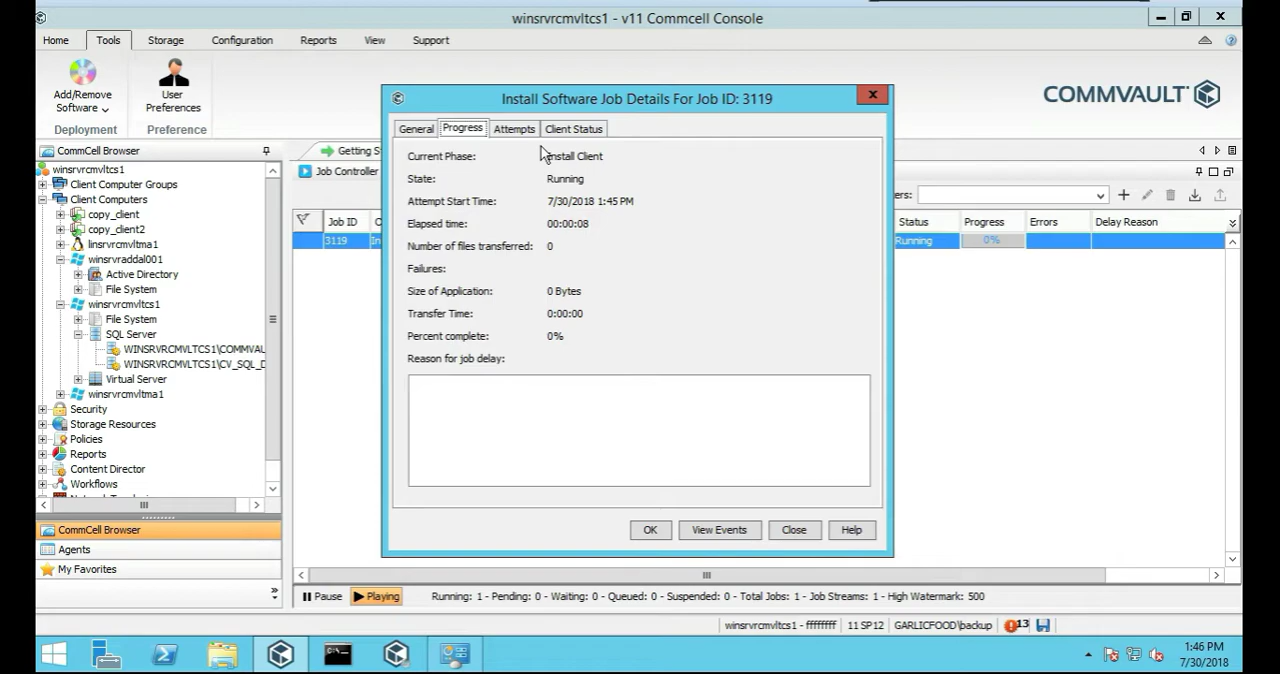 winsrvrcmvltcs1 - v11 Commcell Console
Home Tools Storage Configuration Reports View Support
Add/Remove Software
User Preferences
Deployment Preference
COMMVAULT
CommCell Browser
winsrvrcmvltcs1
Client Computer Groups
Client Computers
copy_client
copy_client2
linsrvrcmvltma1
winsrvraddal001
Active Directory
File System
winsrvrcmvltcs1
File System
SQL Server
WINSRVRCMVLTCS1\COMMVAUL
WINSRVRCMVLTCS1\CV_SQL_D
Virtual Server
winsrvrcmvltma1
Security
Storage Resources
Policies
Reports
Content Director
Workflows
CommCell Browser
Agents
My Favorites
Getting S
Job Controller
Job ID
3119 In
ers:
Status Progress Errors Delay Reason
Running 0%
Install Software Job Details For Job ID: 3119
General Progress Attempts Client Status
Current Phase: Install Client
State: Running
Attempt Start Time: 7/30/2018 1:45 PM
Elapsed time: 00:00:08
Number of files transferred: 0
Failures:
Size of Application: 0 Bytes
Transfer Time: 0:00:00
Percent complete: 0%
Reason for job delay:
OK View Events Close Help
Pause Playing Running: 1 - Pending: 0 - Waiting: 0 - Queued: 0 - Suspended: 0 - Total Jobs: 1 - Job Streams: 1 - High Watermark: 500
winsrvrcmvltcs1 - ffffffff 11 SP12 GARLICFOOD\backup 13
1:46 PM
7/30/2018